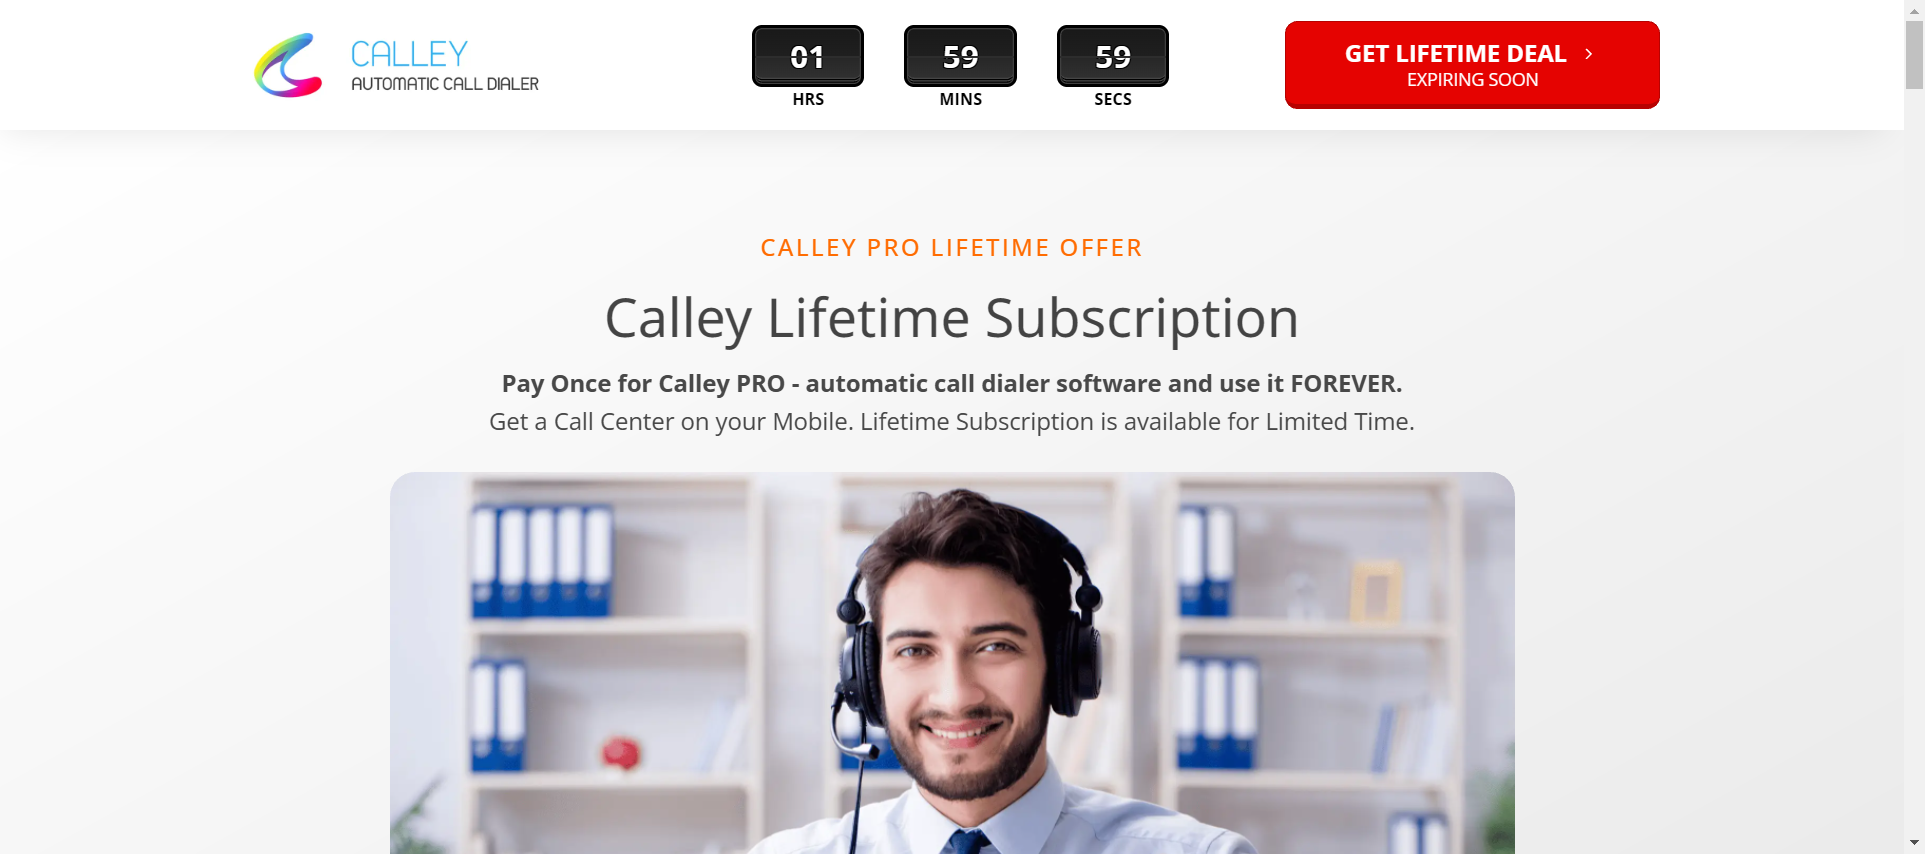 CALLEY
AUTOMATIC CALL DIALER
01
HRS
59
MINS
59
SECS
GET LIFETIME DEAL
EXPIRING SOON
CALLEY PRO LIFETIME OFFER
Calley Lifetime Subscription
Pay Once for Calley PRO - automatic call dialer software and use it FOREVER.
Get a Call Center on your Mobile. Lifetime Subscription is available for Limited Time.